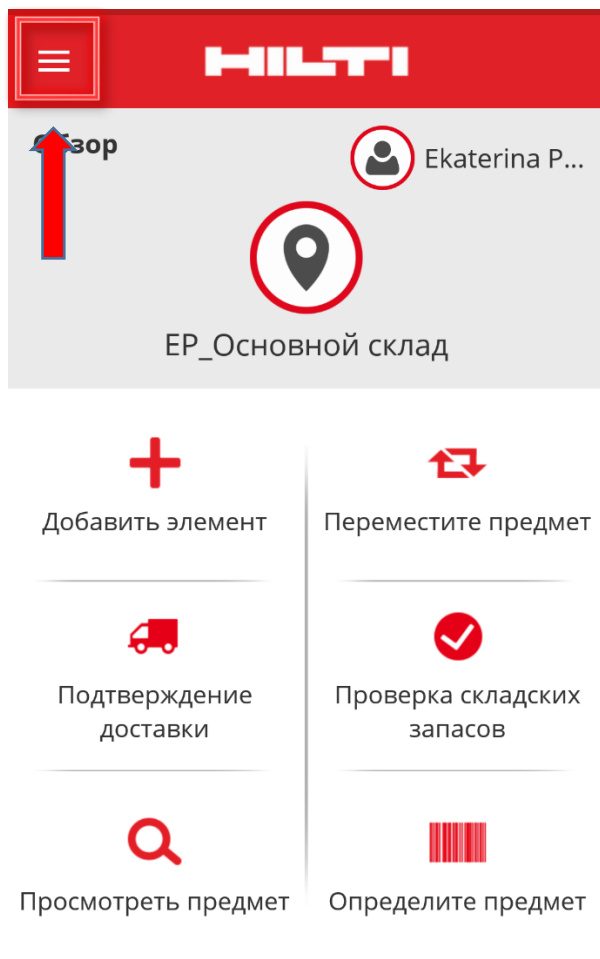 HILTI
Обзор
Ekaterina P...
EP_Основной склад
Добавить элемент
Переместите предмет
Подтверждение
доставки
Проверка складских
запасов
Просмотреть предмет
Определите предмет